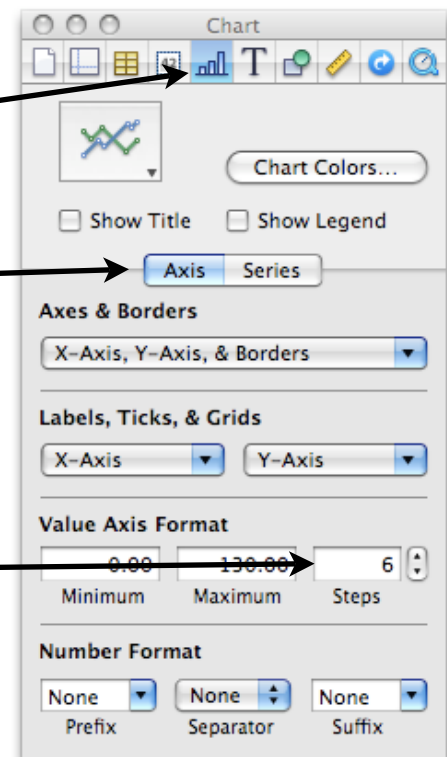 Chart
42
T
Chart Colors...
Show Title Show Legend
Axis Series
Axes & Borders
X-Axis, Y-Axis, & Borders
Labels, Ticks, & Grids
X-Axis Y-Axis
Value Axis Format
0.00 130.00 6
Minimum Maximum Steps
Number Format
None None None
Prefix Separator Suffix